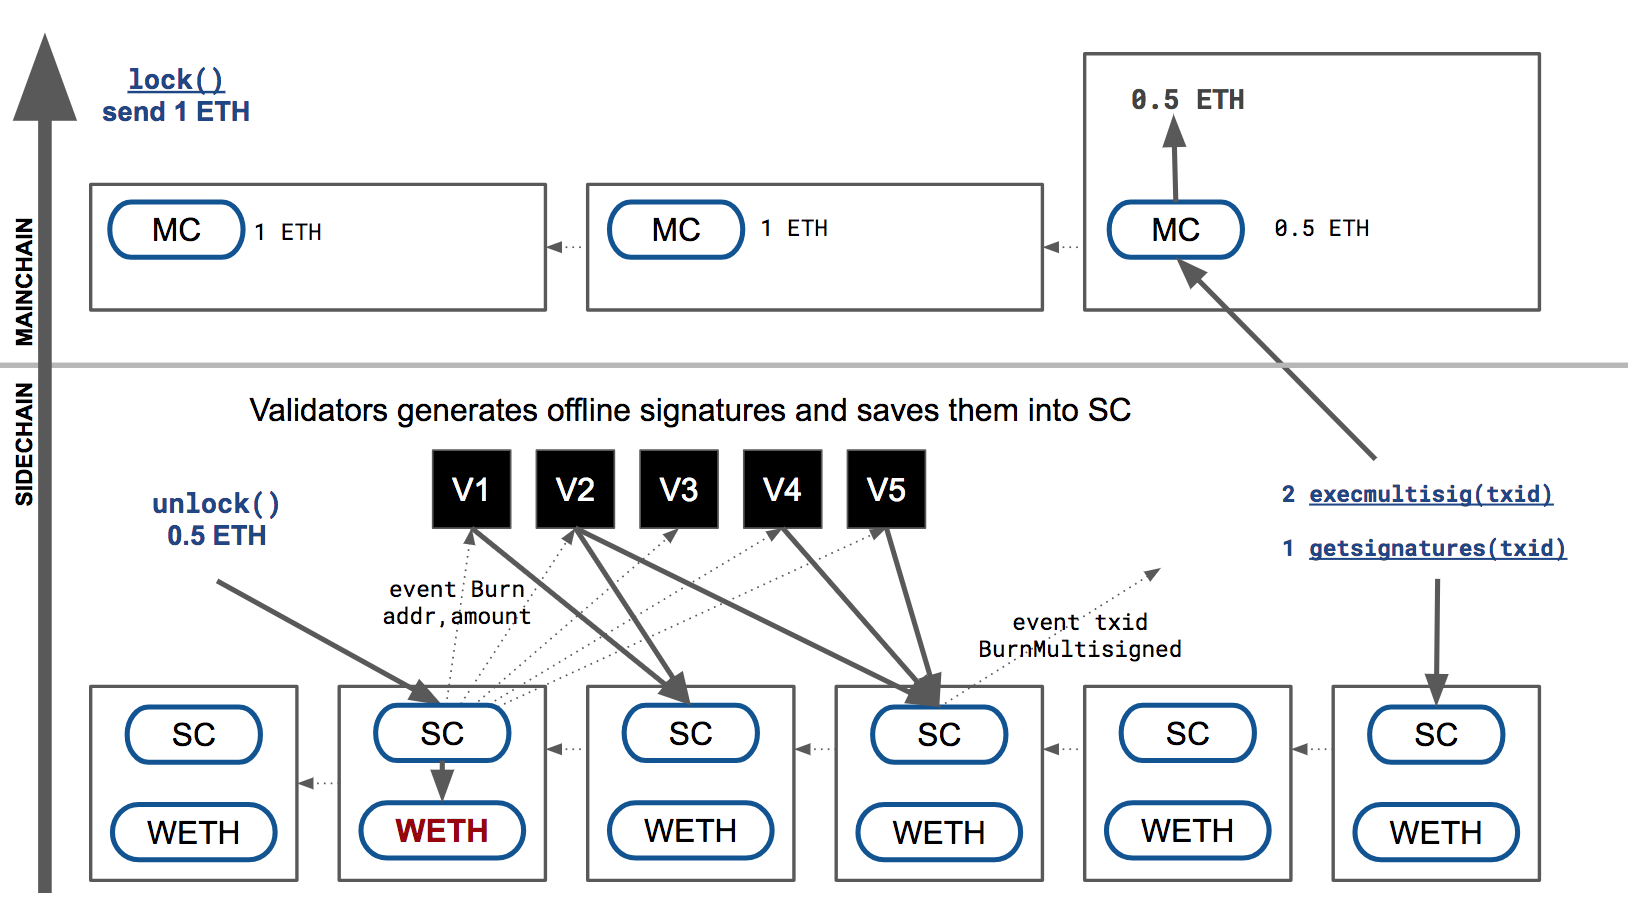 lock()
send 1 ETH
0.5 ETH
MAINCHAIN
MC
1 ETH
MC
1 ETH
MC
0.5 ETH
SIDECHAIN
Validators generates offline signatures and saves them into SC
V1
V2
V3
V4
V5
unlock()
0.5 ETH
2 execmultisig(txid)
1 getsignatures(txid)
event Burn
addr,amount
event txid
BurnMultisigned
SC
SC
SC
SC
SC
SC
WETH
WETH
WETH
WETH
WETH
WETH